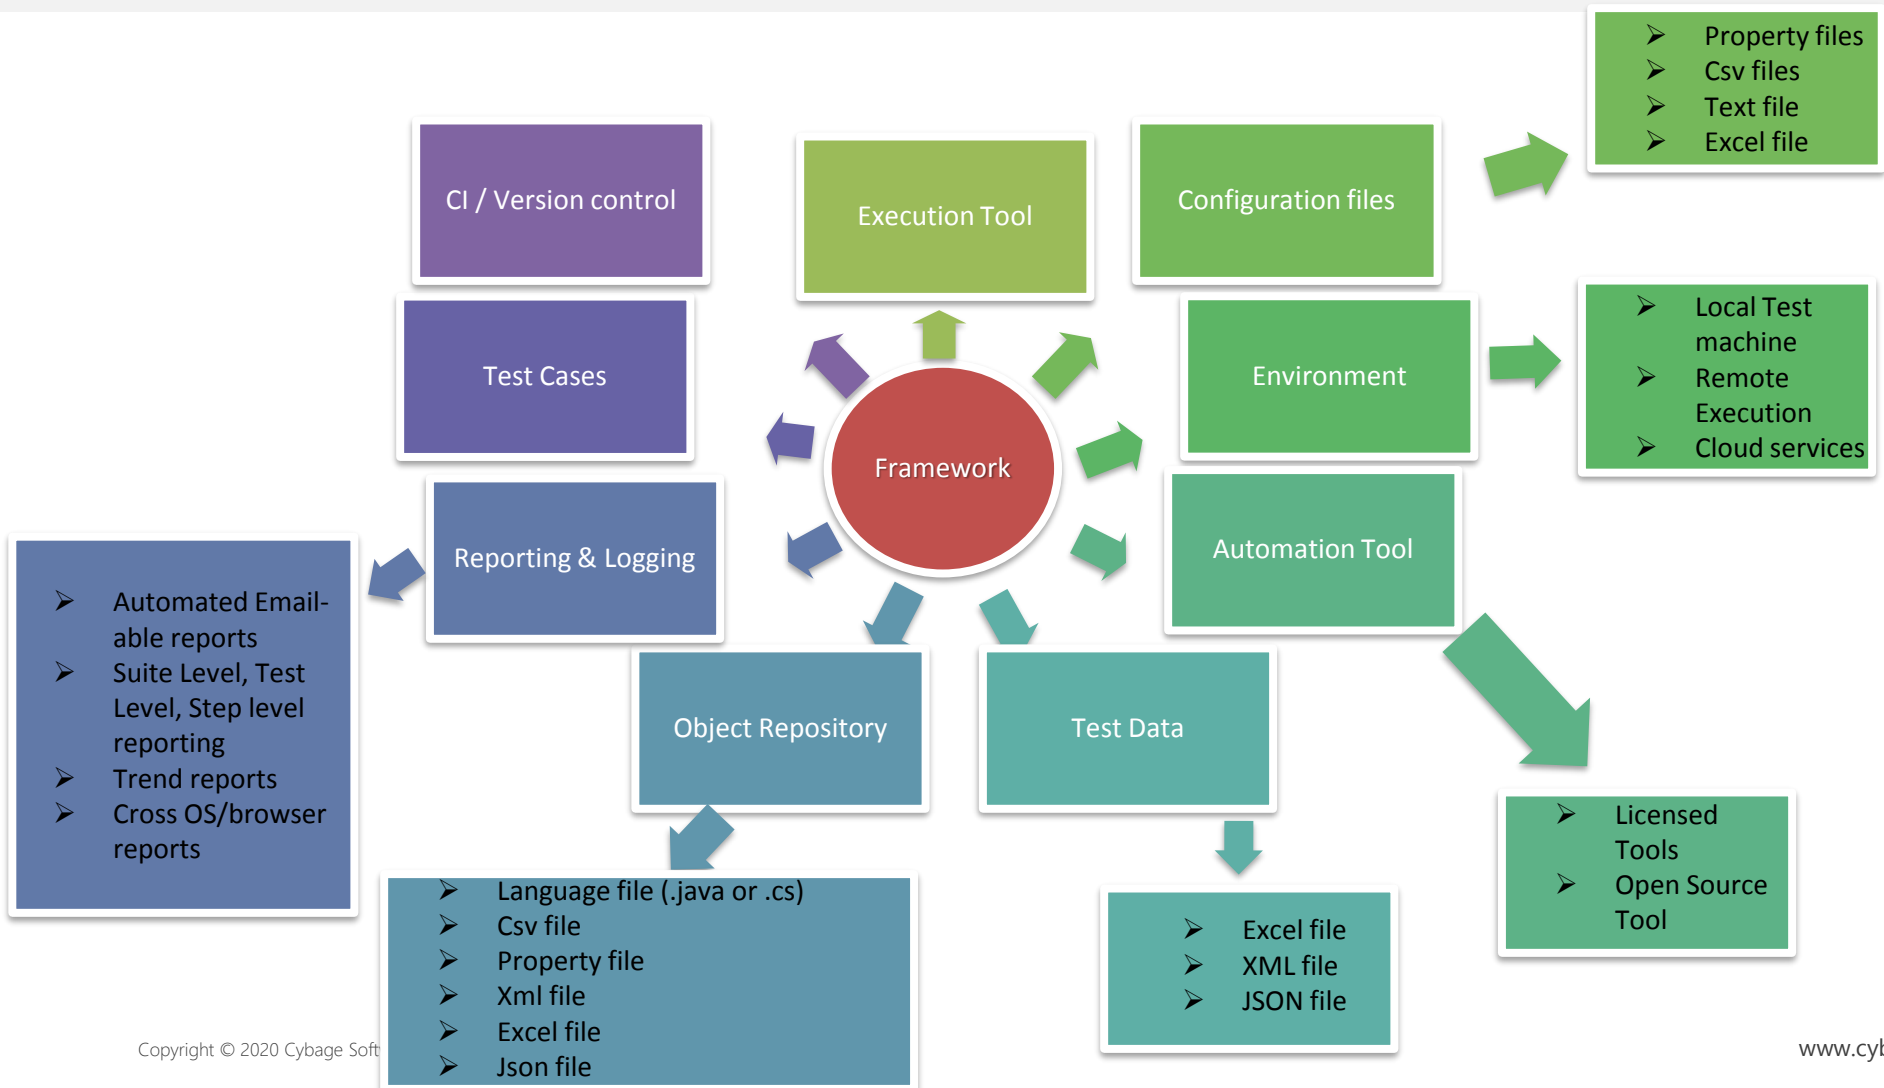 Property files
Csv files
Text file
Excel file
CI / Version control
Execution Tool
Configuration files
Test Cases
Framework
Environment
Local Test
machine
Remote
Execution
Cloud services
Reporting & Logging
Automation Tool
Automated Email-
able reports
Suite Level, Test
Level, Step level
reporting
Trend reports
Cross OS/browser
reports
Object Repository
Test Data
Licensed
Tools
Open Source
Tool
Language file (.java or .cs)
Csv file
Property file
Xml file
Excel file
Json file
Excel file
XML file
JSON file
Copyright © 2020 Cybage Soft
www.cyb